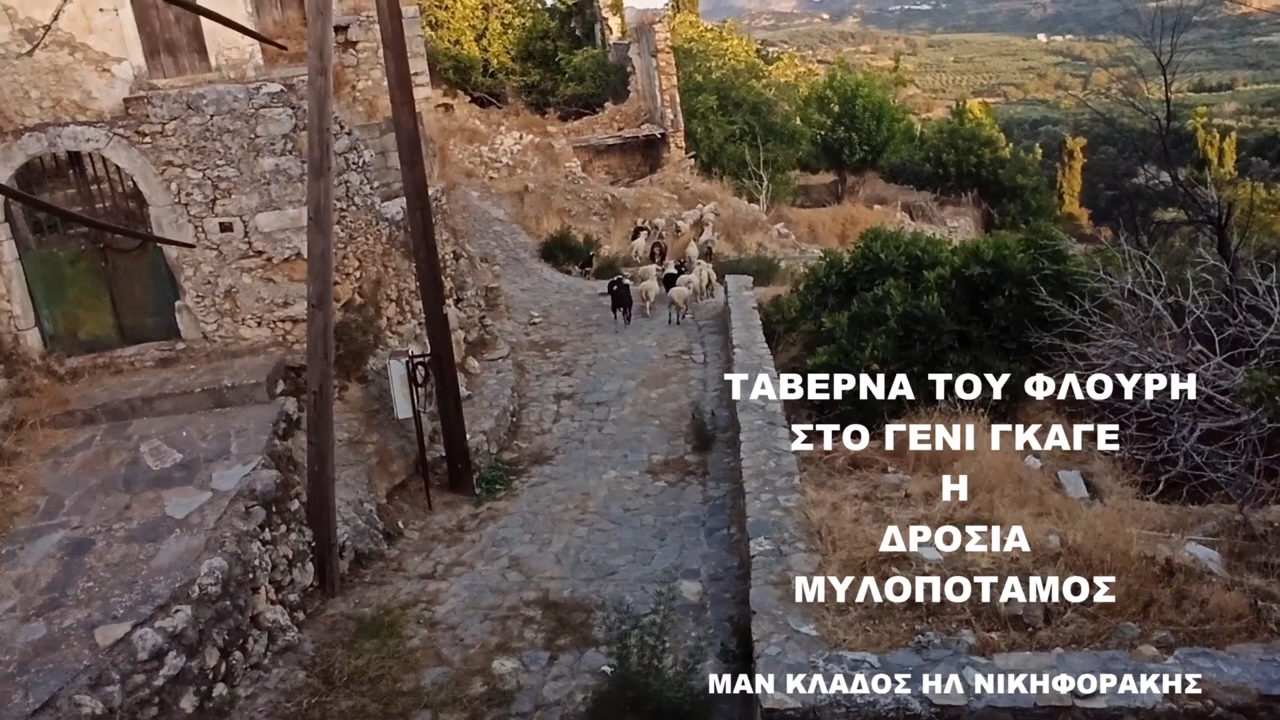 ΤΑΒΕΡΝΑ ΤΟΥ ΦΛΟΥΡΗ
ΣΤΟ ΓΕΝΙ ΓΚΑΓΕ
Η
ΔΡΟΣΙΑ
ΜΥΛΟΠΟΤΑΜΟΣ
ΜΑΝ ΚΛΑΔΟΣ ΗΛ ΝΙΚΗΦΟΡΑΚΗΣ